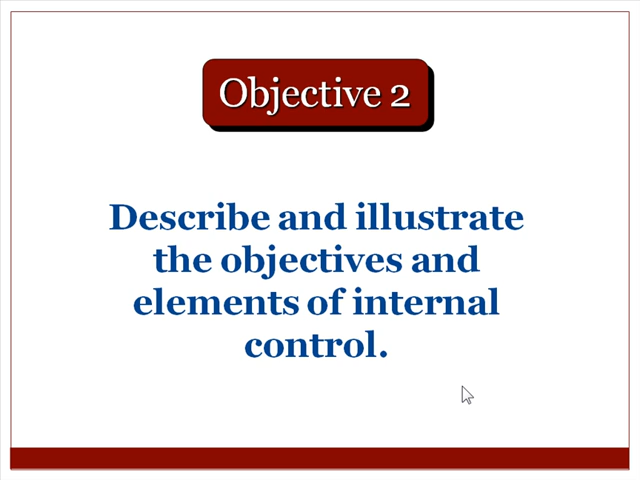 Objective 2
Describe and illustrate
the objectives and
elements of internal
control.